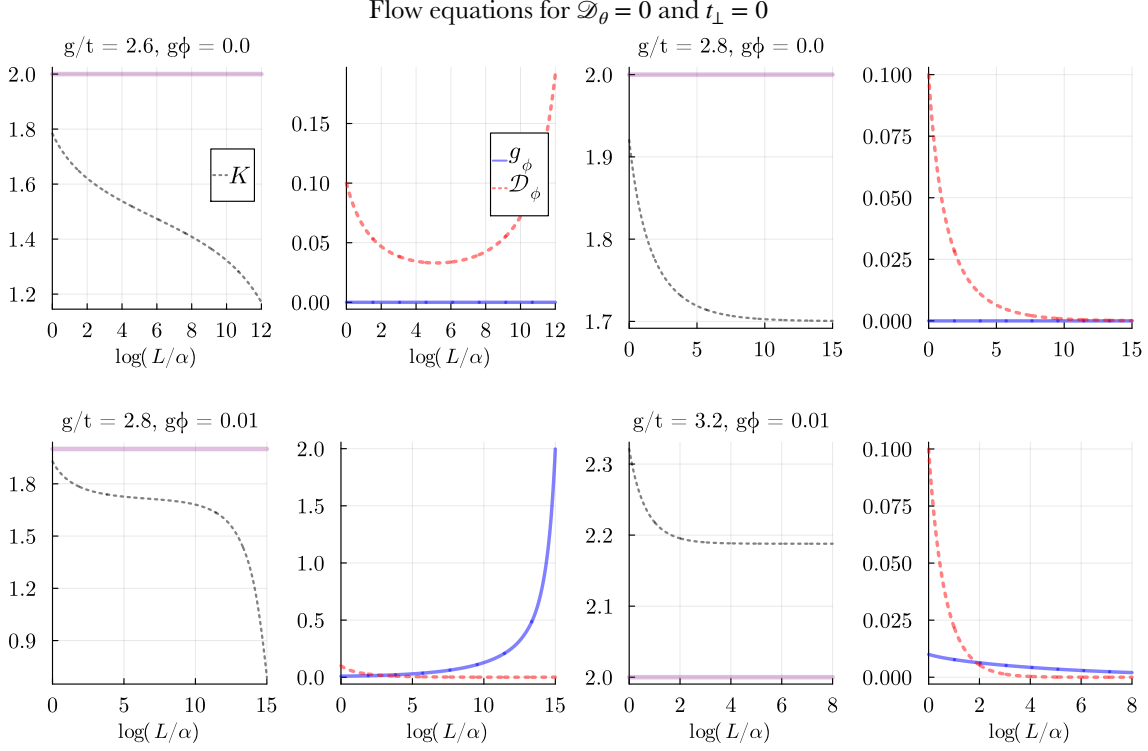 Flow equations for 𝒟_θ = 0 and t_⊥ = 0
g/t = 2.6, gϕ = 0.0
2.0
1.8
1.6
1.4
1.2
0 2 4 6 8 10 12
log( L/α)
K
0.15
0.10
0.05
0.00
0 2 4 6 8 10 12
log( L/α)
g_ϕ
𝒟_ϕ
g/t = 2.8, gϕ = 0.0
2.0
1.9
1.8
1.7
0 5 10 15
0.100
0.075
0.050
0.025
0.000
0 5 10 15
g/t = 2.8, gϕ = 0.01
1.8
1.5
1.2
0.9
0 5 10 15
log( L/α)
2.0
1.5
1.0
0.5
0.0
0 5 10 15
log( L/α)
g/t = 3.2, gϕ = 0.01
2.3
2.2
2.1
2.0
0 2 4 6 8
log( L/α)
0.100
0.075
0.050
0.025
0.000
0 2 4 6 8
log( L/α)